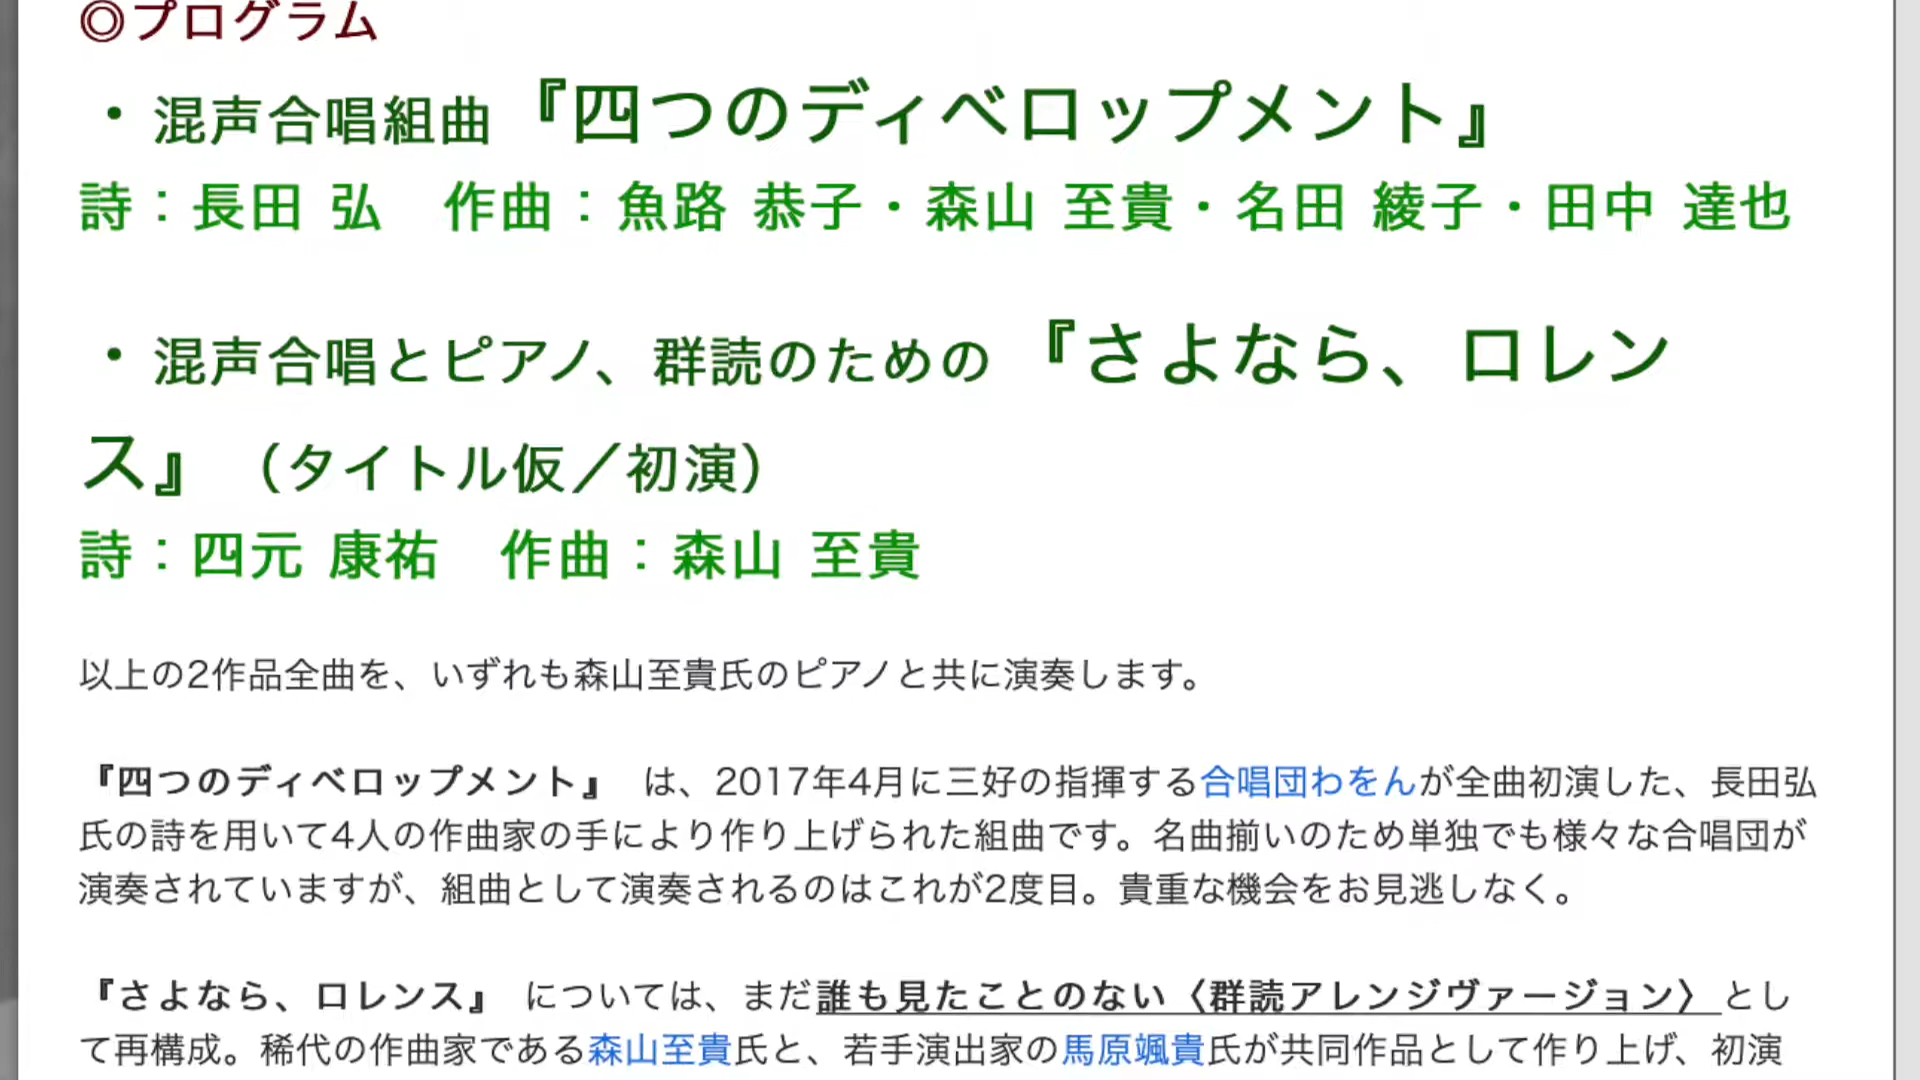 ◎プログラム
・混声合唱組曲『四つのディベロップメント』
詩：長田 弘　作曲：魚路 恭子・森山 至貴・名田 綾子・田中 達也
・混声合唱とピアノ、群読のための『さよなら、ロレン
ス』（タイトル仮／初演）
詩：四元 康祐　作曲：森山 至貴
以上の2作品全曲を、いずれも森山至貴氏のピアノと共に演奏します。
『四つのディベロップメント』 は、2017年4月に三好の指揮する合唱団わをんが全曲初演した、長田弘
氏の詩を用いて4人の作曲家の手により作り上げられた組曲です。名曲揃いのため単独でも様々な合唱団が
演奏されていますが、組曲として演奏されるのはこれが2度目。貴重な機会をお見逃しなく。
『さよなら、ロレンス』 については、まだ誰も見たことのない〈群読アレンジヴァージョン〉とし
て再構成。稀代の作曲家である森山至貴氏と、若手演出家の馬原颯貴氏が共同作品として作り上げ、初演